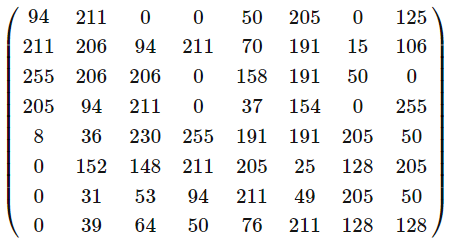 94 211 0 0 50 205 0 125
211 206 94 211 70 191 15 106
255 206 206 0 158 191 50 0
205 94 211 0 37 154 0 255
8 36 230 255 191 191 205 50
0 152 148 211 205 25 128 205
0 31 53 94 211 49 205 50
0 39 64 50 76 211 128 128